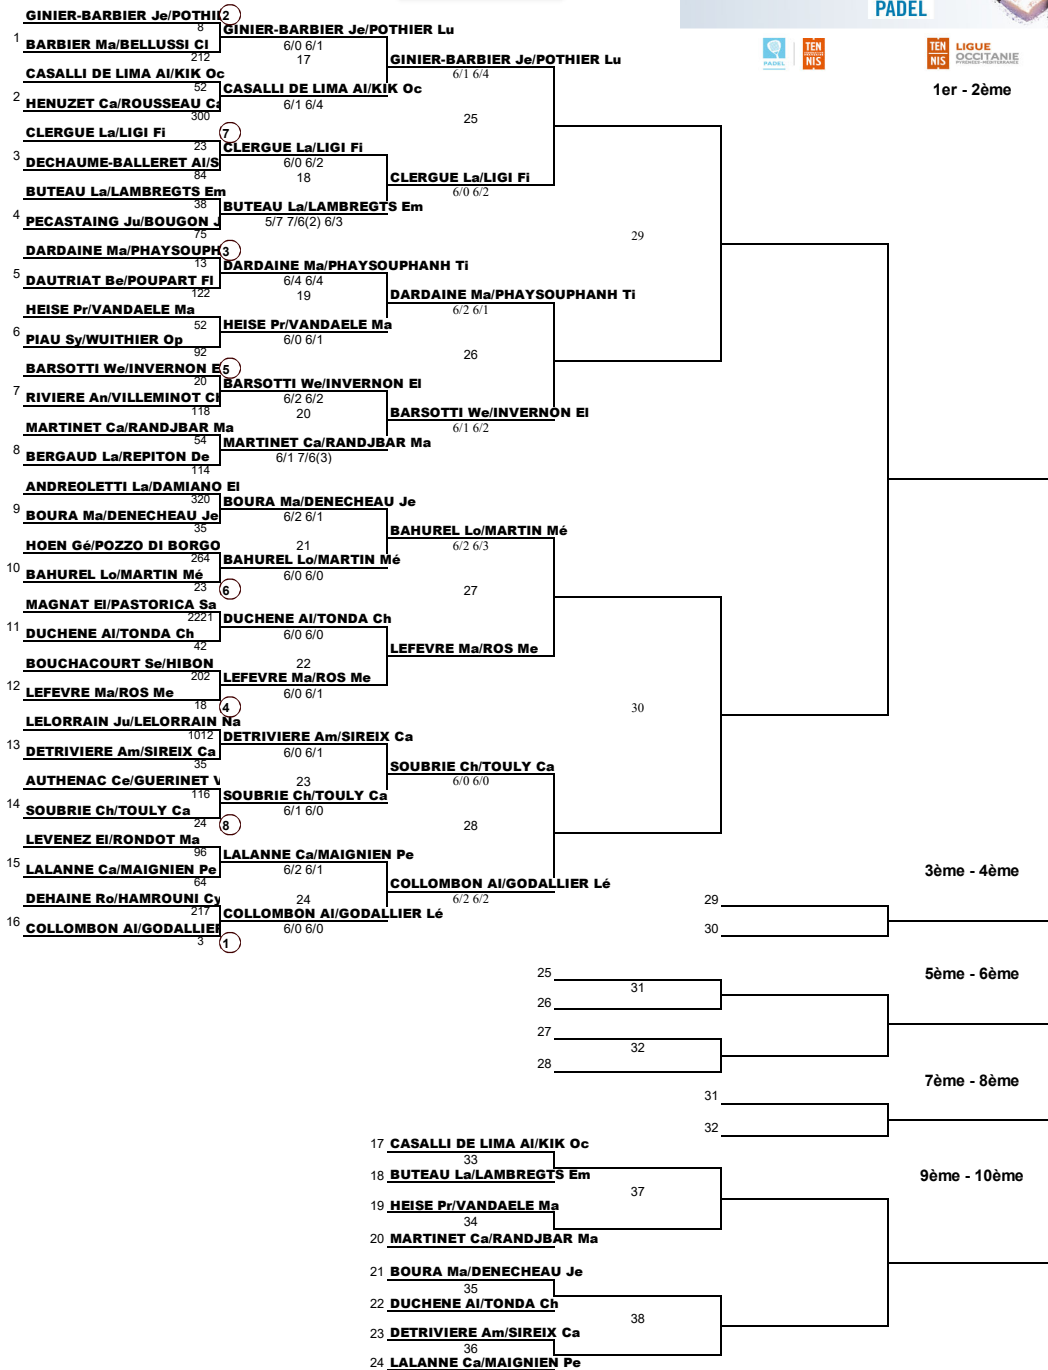 PADEL
PADEL
TEN
NIS
TEN
NIS
LIGUE
OCCITANIE
PYRENEES-MEDITERRANEE
1er - 2ème
GINIER-BARBIER Je/POTHIE 2
8
1 BARBIER Ma/BELLUSSI Cl
212
GINIER-BARBIER Je/POTHIER Lu
6/0 6/1
17
CASALLI DE LIMA Al/KIK Oc
52
2 HENUZET Ca/ROUSSEAU Ca
300
CASALLI DE LIMA Al/KIK Oc
6/1 6/4
GINIER-BARBIER Je/POTHIER Lu
6/1 6/4
25
CLERGUE La/LIGI Fi 7
23
3 DECHAUME-BALLERET Al/S
84
CLERGUE La/LIGI Fi
6/0 6/2
18
BUTEAU La/LAMBREGTS Em
38
4 PECASTAING Ju/BOUGON J
75
BUTEAU La/LAMBREGTS Em
5/7 7/6(2) 6/3
CLERGUE La/LIGI Fi
6/0 6/2
29
DARDAINE Ma/PHAYSOUPH 3
13
5 DAUTRIAT Be/POUPART Fl
122
DARDAINE Ma/PHAYSOUPHANH Ti
6/4 6/4
19
HEISE Pr/VANDAELE Ma
52
6 PIAU Sy/WUITHIER Op
92
HEISE Pr/VANDAELE Ma
6/0 6/1
DARDAINE Ma/PHAYSOUPHANH Ti
6/2 6/1
26
BARSOTTI We/INVERNON E 5
20
7 RIVIERE An/VILLEMINOT Cl
118
BARSOTTI We/INVERNON El
6/2 6/2
20
MARTINET Ca/RANDJBAR Ma
54
8 BERGAUD La/REPITON De
114
MARTINET Ca/RANDJBAR Ma
6/1 7/6(3)
BARSOTTI We/INVERNON El
6/1 6/2
ANDREOLETTI La/DAMIANO El
320
9 BOURA Ma/DENECHEAU Je
35
BOURA Ma/DENECHEAU Je
6/2 6/1
21
HOEN Gé/POZZO DI BORGO
264
10 BAHUREL Lo/MARTIN Mé
23 6
BAHUREL Lo/MARTIN Mé
6/0 6/0
BAHUREL Lo/MARTIN Mé
6/2 6/3
27
MAGNAT El/PASTORICA Sa
2221
11 DUCHENE Al/TONDA Ch
42
DUCHENE Al/TONDA Ch
6/0 6/0
22
BOUCHACOURT Se/HIBON
202
12 LEFEVRE Ma/ROS Me
18 4
LEFEVRE Ma/ROS Me
6/0 6/1
LEFEVRE Ma/ROS Me
30
LELORRAIN Ju/LELORRAIN Na
1012
13 DETRIVIERE Am/SIREIX Ca
35
DETRIVIERE Am/SIREIX Ca
6/0 6/1
23
AUTHENAC Ce/GUERINET V
116
14 SOUBRIE Ch/TOULY Ca
24 8
SOUBRIE Ch/TOULY Ca
6/1 6/0
SOUBRIE Ch/TOULY Ca
6/0 6/0
28
LEVENEZ El/RONDOT Ma
96
15 LALANNE Ca/MAIGNIEN Pe
64
LALANNE Ca/MAIGNIEN Pe
6/2 6/1
24
DEHAINE Ro/HAMROUNI Cy
217
16 COLLOMBON Al/GODALLIER
3 1
COLLOMBON Al/GODALLIER Lé
6/0 6/0
COLLOMBON Al/GODALLIER Lé
6/2 6/2
3ème - 4ème
29
30
5ème - 6ème
25
31
26
27
32
28
7ème - 8ème
31
32
9ème - 10ème
17 CASALLI DE LIMA Al/KIK Oc
33
18 BUTEAU La/LAMBREGTS Em
37
19 HEISE Pr/VANDAELE Ma
34
20 MARTINET Ca/RANDJBAR Ma
21 BOURA Ma/DENECHEAU Je
35
22 DUCHENE Al/TONDA Ch
38
23 DETRIVIERE Am/SIREIX Ca
36
24 LALANNE Ca/MAIGNIEN Pe